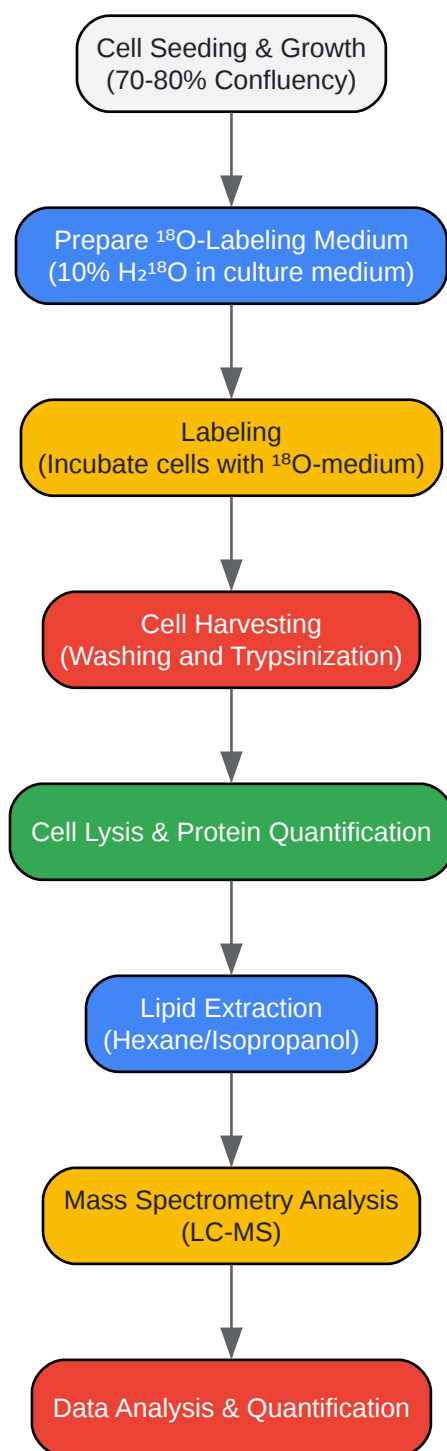 Cell Seeding & Growth
(70-80% Confluency)
Prepare ¹⁸O-Labeling Medium
(10% H₂¹⁸O in culture medium)
Labeling
(Incubate cells with ¹⁸O-medium)
Cell Harvesting
(Washing and Trypsinization)
Cell Lysis & Protein Quantification
Lipid Extraction
(Hexane/Isopropanol)
Mass Spectrometry Analysis
(LC-MS)
Data Analysis & Quantification